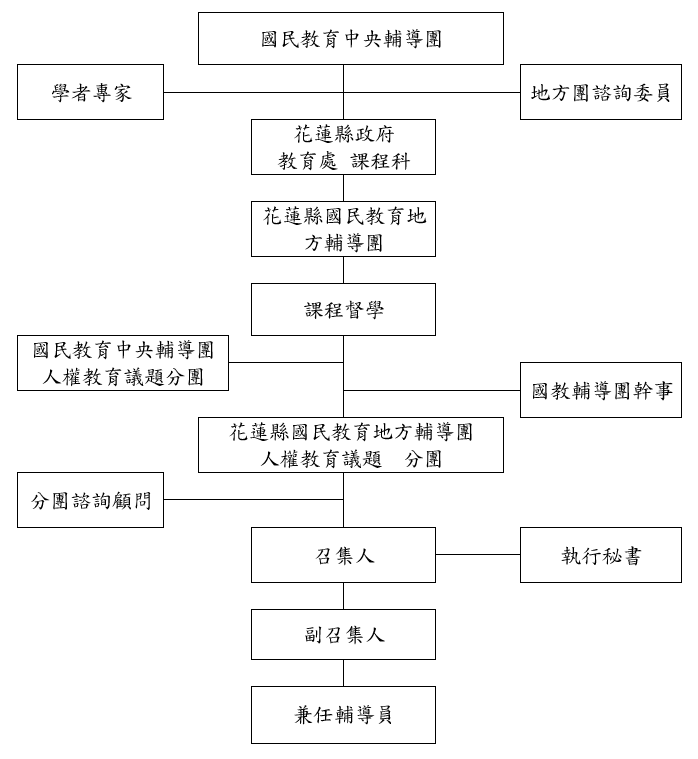 國民教育中央輔導團
學者專家
地方團諮詢委員
花蓮縣政府
教育處 課程科
花蓮縣國民教育地
方輔導團
課程督學
國民教育中央輔導團
人權教育議題分團
國教輔導團幹事
花蓮縣國民教育地方輔導團
人權教育議題　分團
分團諮詢顧問
召集人
執行秘書
副召集人
兼任輔導員